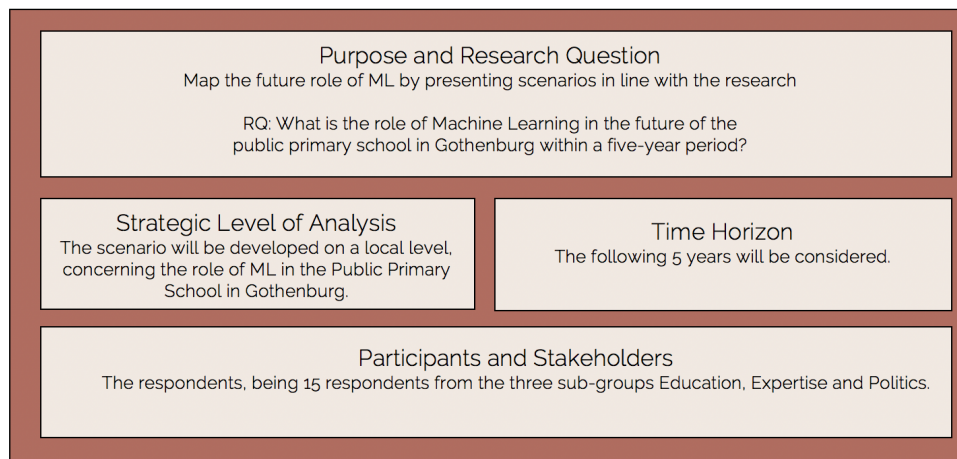 Purpose and Research Question
Map the future role of ML by presenting scenarios in line with the research
RQ: What is the role of Machine Learning in the future of the
public primary school in Gothenburg within a five-year period?
Strategic Level of Analysis
The scenario will be developed on a local level,
concerning the role of ML in the Public Primary
School in Gothenburg.
Time Horizon
The following 5 years will be considered.
Participants and Stakeholders
The respondents, being 15 respondents from the three sub-groups Education, Expertise and Politics.